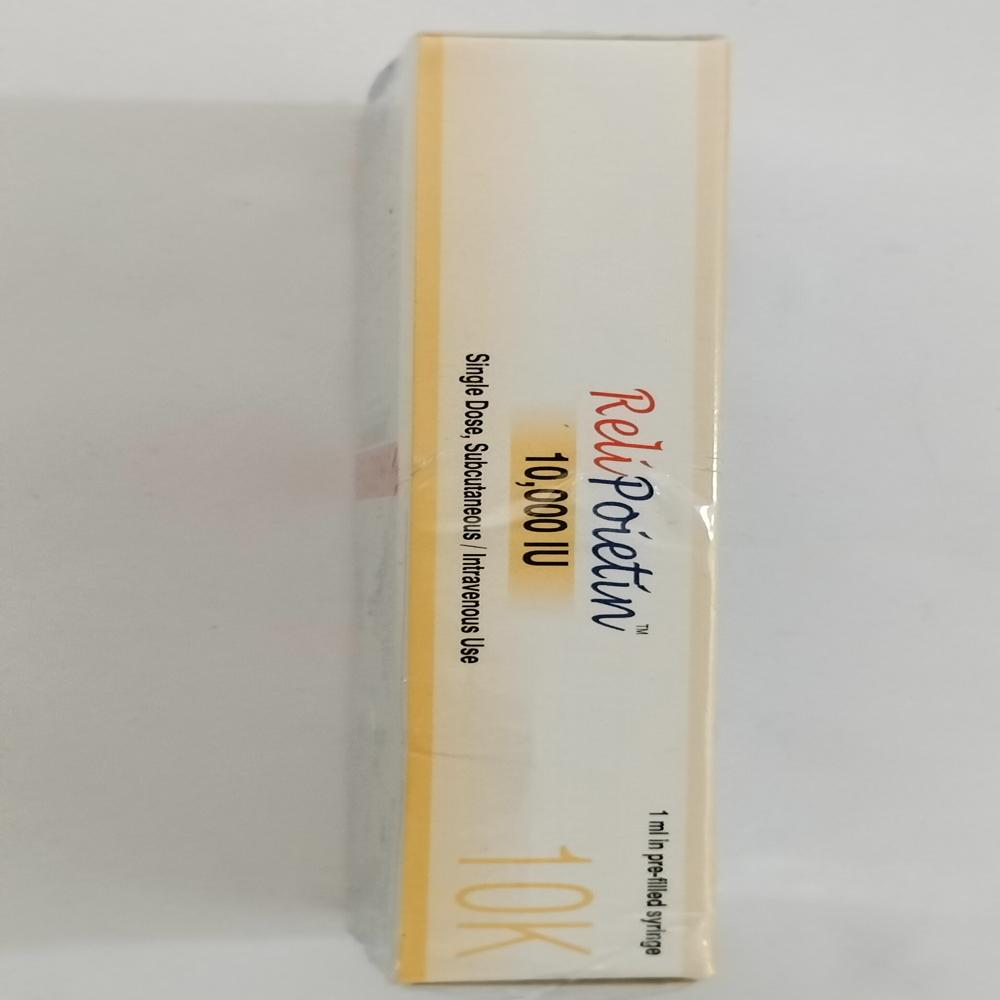 1 ml in pre-filled syringe
ReliPoietin™
10,000 IU
Single Dose, Subcutaneous / Intravenous Use
10K